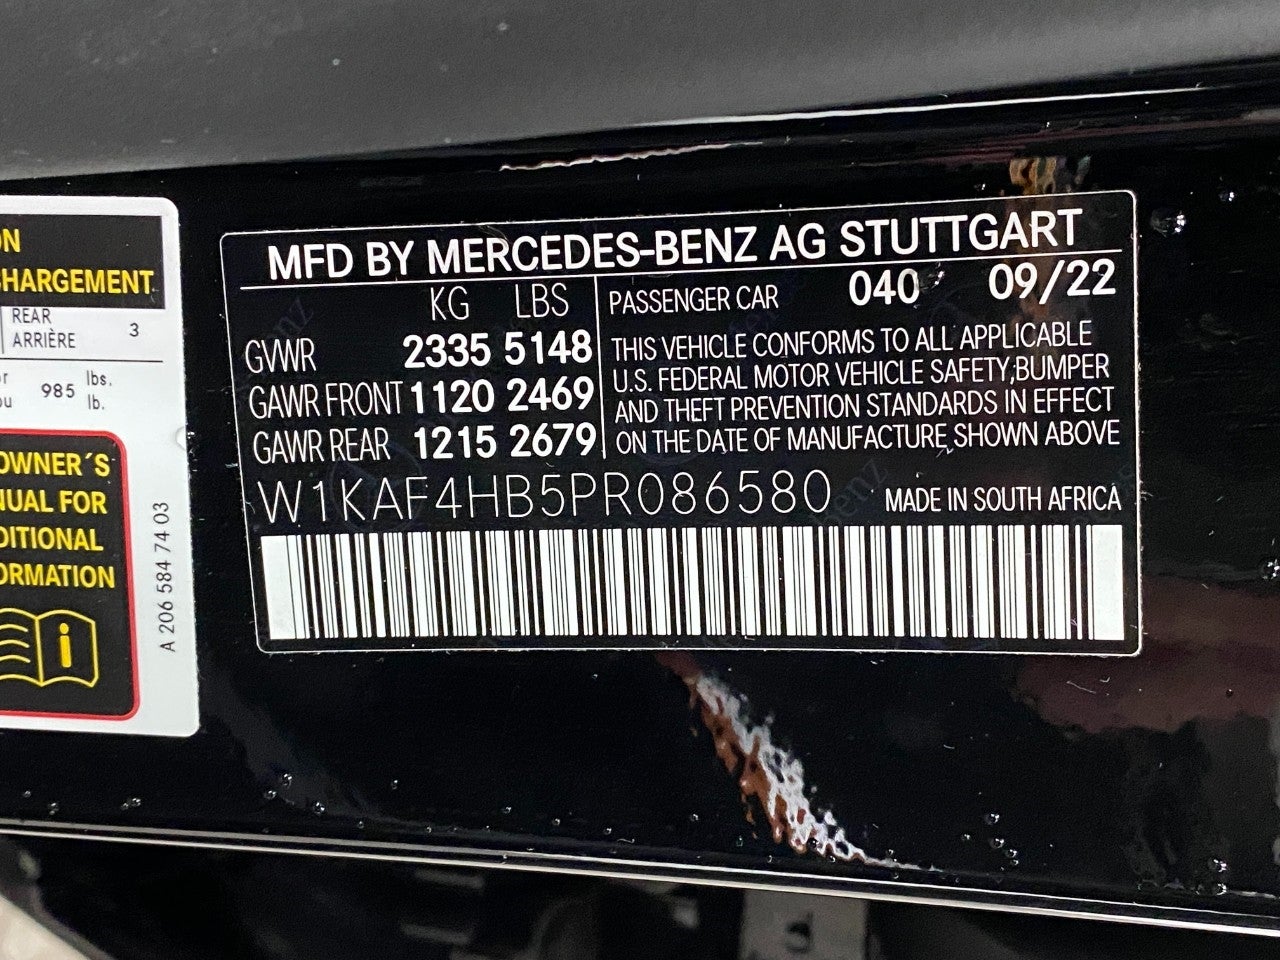 ON
CHARGEMENT
REAR
ARRIÈRE 3
or
ou
985 lbs.
lb.
OWNER´S
NUAL FOR
DITIONAL
ORMATION
i
A 206 584 74 03
MFD BY MERCEDES-BENZ AG STUTTGART
KG LBS
PASSENGER CAR 040 09/22
GVWR 2335 5148
GAWR FRONT 1120 2469
GAWR REAR 1215 2679
THIS VEHICLE CONFORMS TO ALL APPLICABLE
U.S. FEDERAL MOTOR VEHICLE SAFETY,BUMPER
AND THEFT PREVENTION STANDARDS IN EFFECT
ON THE DATE OF MANUFACTURE SHOWN ABOVE
W1KAF4HB5PR086580 MADE IN SOUTH AFRICA